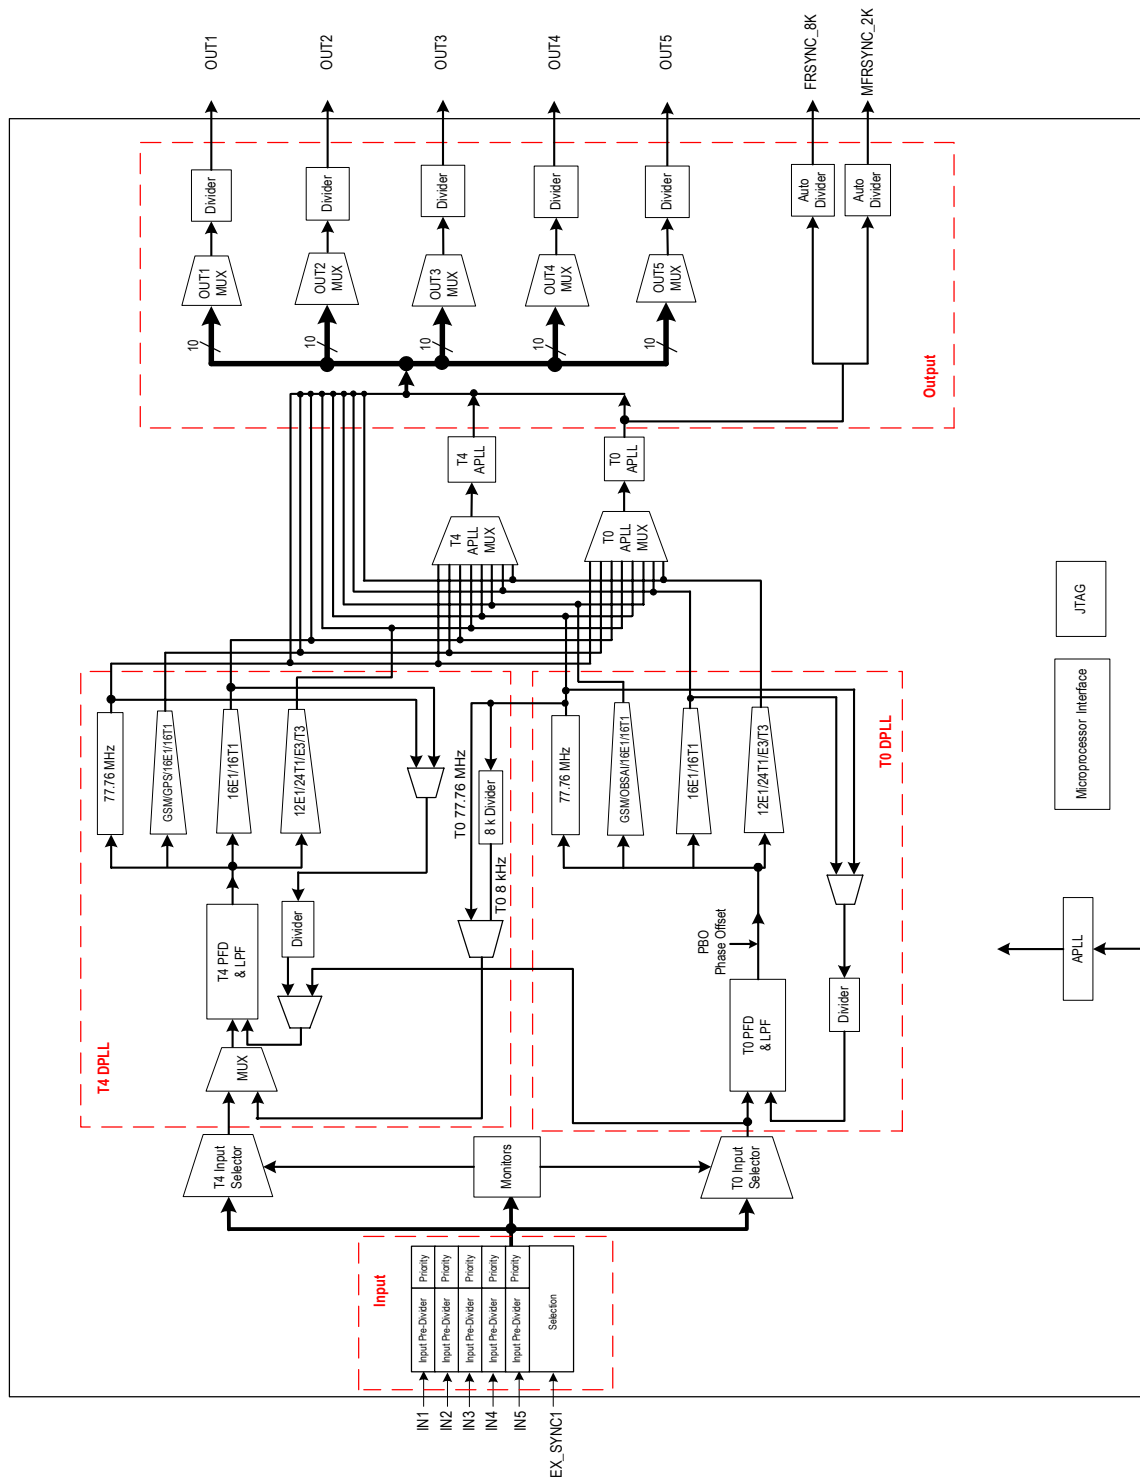 OUT1
OUT2
OUT3
OUT4
OUT5
FRSYNC_8K
MFRSYNC_2K
Divider
Divider
Divider
Divider
Divider
Auto
Divider
Auto
Divider
OUT1
MUX
OUT2
MUX
OUT3
MUX
OUT4
MUX
OUT5
MUX
10
10
10
10
10
Output
T4
APLL
T0
APLL
T4
APLL
MUX
T0
APLL
MUX
JTAG
Microprocessor Interface
APLL
T4 DPLL
77.76 MHz
GSM/GPS/16E1/16T1
16E1/16T1
12E1/24T1/E3/T3
T0 77.76 MHz
8 k Divider
T0 8 kHz
T4 PFD
& LPF
Divider
MUX
T0 DPLL
77.76 MHz
GSM/OBSAI/16E1/16T1
16E1/16T1
12E1/24T1/E3/T3
PBO
Phase Offset
T0 PFD
& LPF
Divider
T4 Input
Selector
Monitors
T0 Input
Selector
Input
Priority
Priority
Priority
Priority
Priority
Input Pre-Divider
Input Pre-Divider
Input Pre-Divider
Input Pre-Divider
Input Pre-Divider
Selection
IN1
IN2
IN3
IN4
IN5
EX_SYNC1